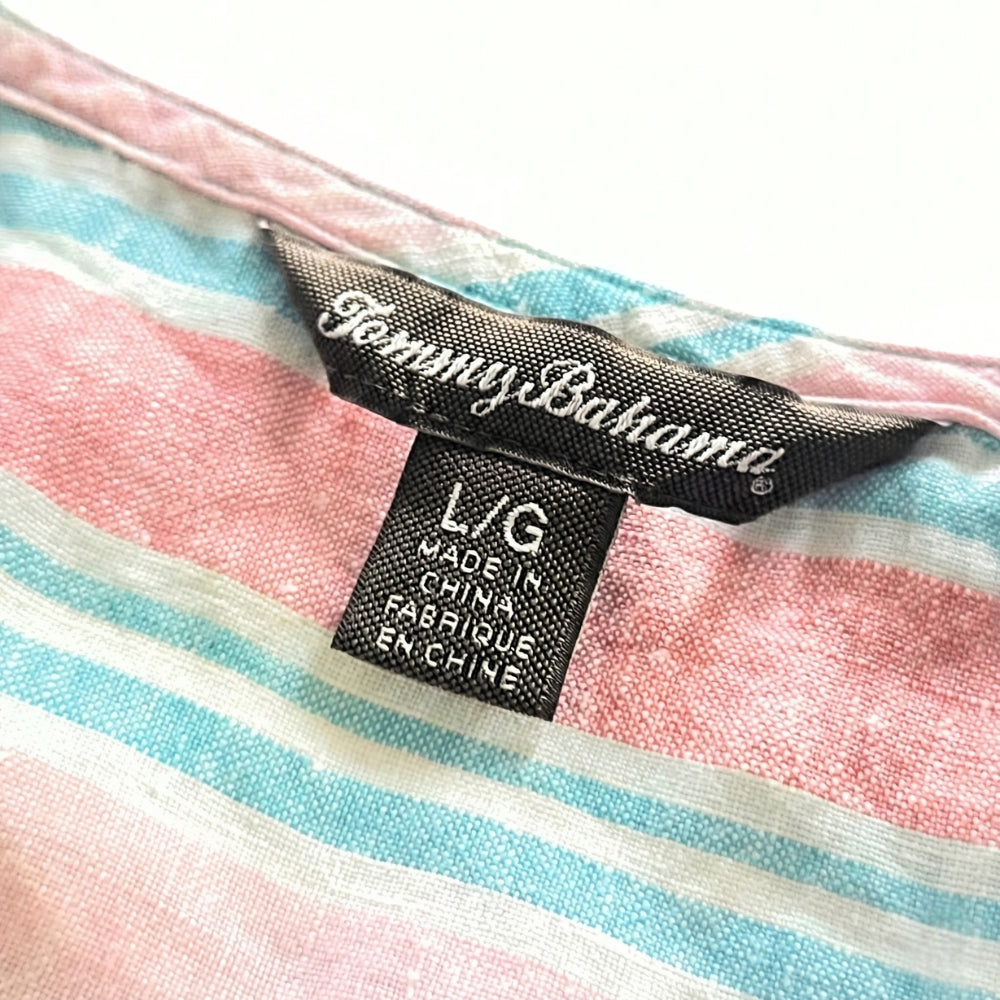 Tommy Bahama
®
L/G
MADE IN
CHINA
FABRIQUE
EN CHINE